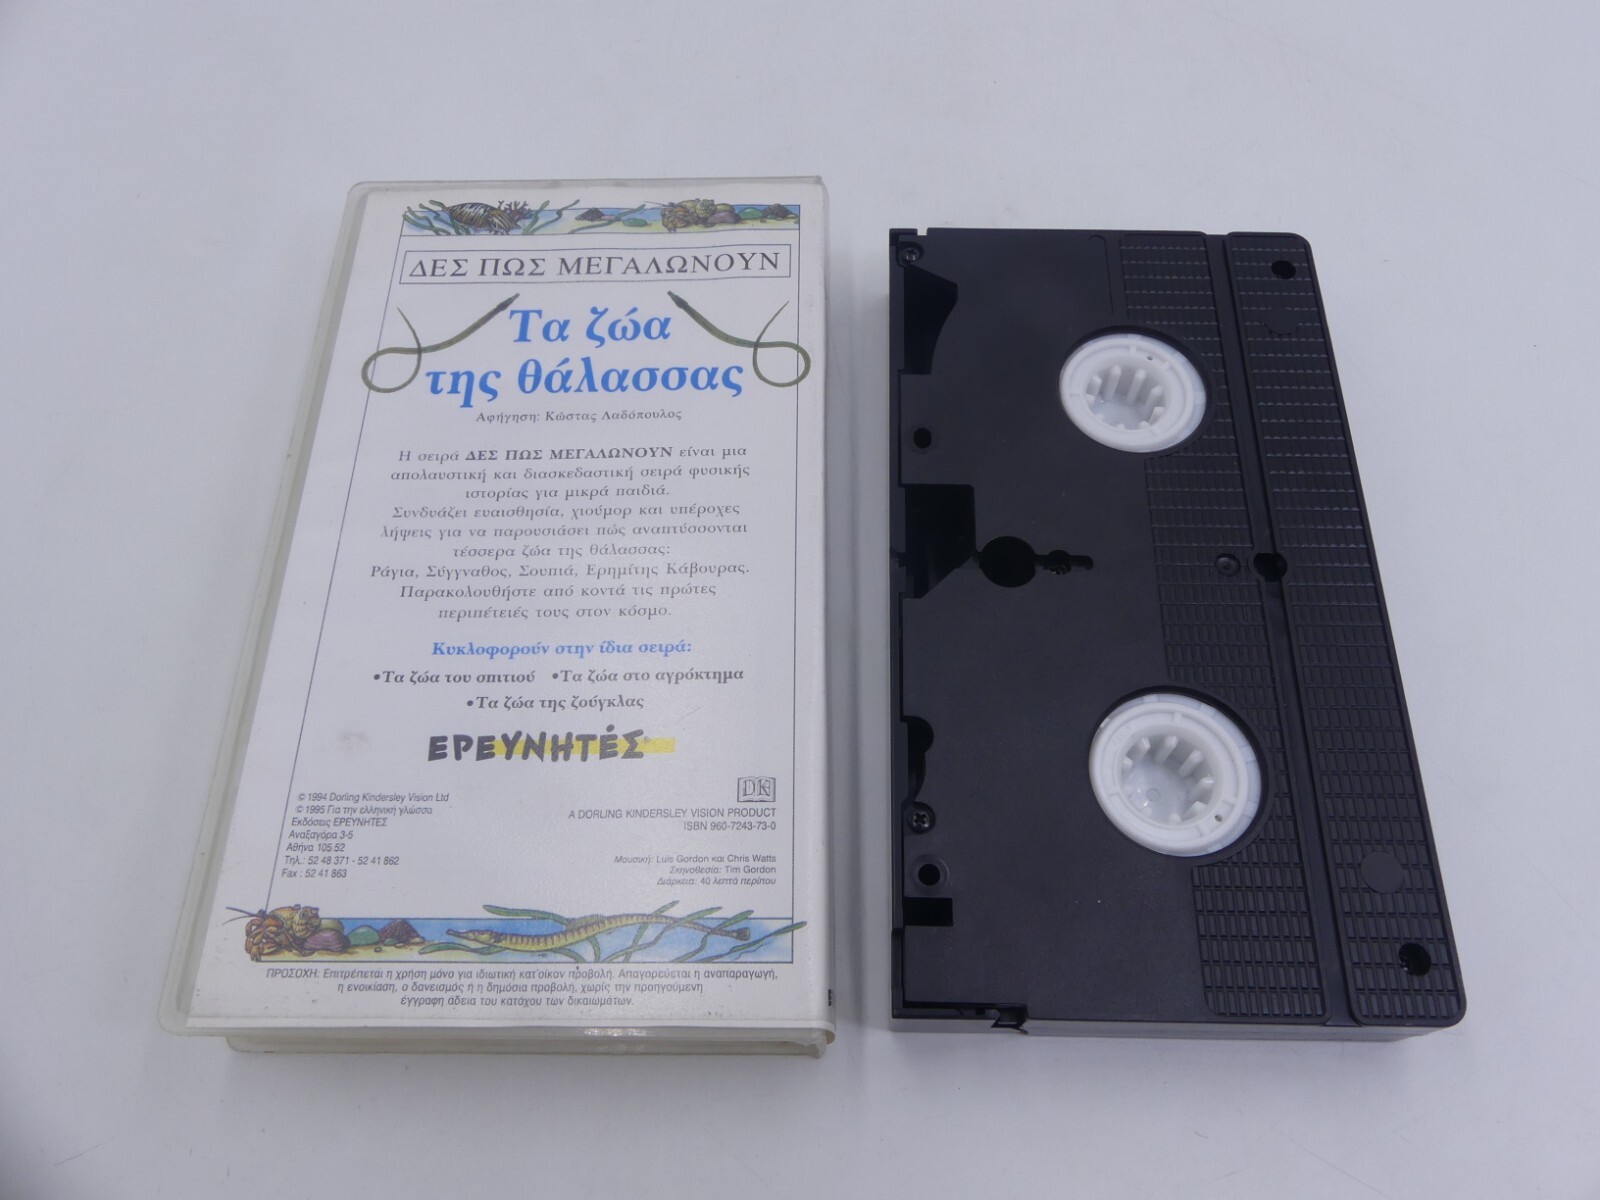 ΔΕΣ ΠΩΣ ΜΕΓΑΛΩΝΟΥΝ
Τα ζώα
της θάλασσας
Αφήγηση: Κώστας Λαδόπουλος
Η σειρά ΔΕΣ ΠΩΣ ΜΕΓΑΛΩΝΟΥΝ είναι μια
απολαυστική και διασκεδαστική σειρά φυσικής
ιστορίας για μικρά παιδιά.
Συνδυάζει ευαισθησία, χιούμορ και υπέροχες
λήψεις για να παρουσιάσει πώς αναπτύσσονται
τέσσερα ζώα της θάλασσας:
Ράγια, Σύγγναθος, Σουπιά, Ερημίτης Κάβουρας.
Παρακολουθήστε από κοντά τις πρώτες
περιπέτειές τους στον κόσμο.
Κυκλοφορούν στην ίδια σειρά:
•Τα ζώα του σπιτιού •Τα ζώα στο αγρόκτημα
•Τα ζώα της ζούγκλας
ΕΡΕΥΝΗΤΈΣ
© 1994 Dorling Kindersley Vision Ltd
© 1995 Για την ελληνική γλώσσα
Εκδόσεις ΕΡΕΥΝΗΤΕΣ
Αναξαγόρα 3-5
Αθήνα 105 52
Τηλ.: 52 48 371 - 52 41 862
Fax : 52 41 863
DK
A DORLING KINDERSLEY VISION PRODUCT
ISBN 960-7243-73-0
Μουσική: Luis Gordon και Chris Watts
Σκηνοθεσία: Tim Gordon
Διάρκεια: 40 λεπτά περίπου
ΠΡΟΣΟΧΗ: Επιτρέπεται η χρήση μόνο για ιδιωτική κατ'οίκον προβολή. Απαγορεύεται η αναπαραγωγή,
η ενοικίαση, ο δανεισμός ή η δημόσια προβολή, χωρίς την προηγούμενη
έγγραφη άδεια του κατόχου των δικαιωμάτων.